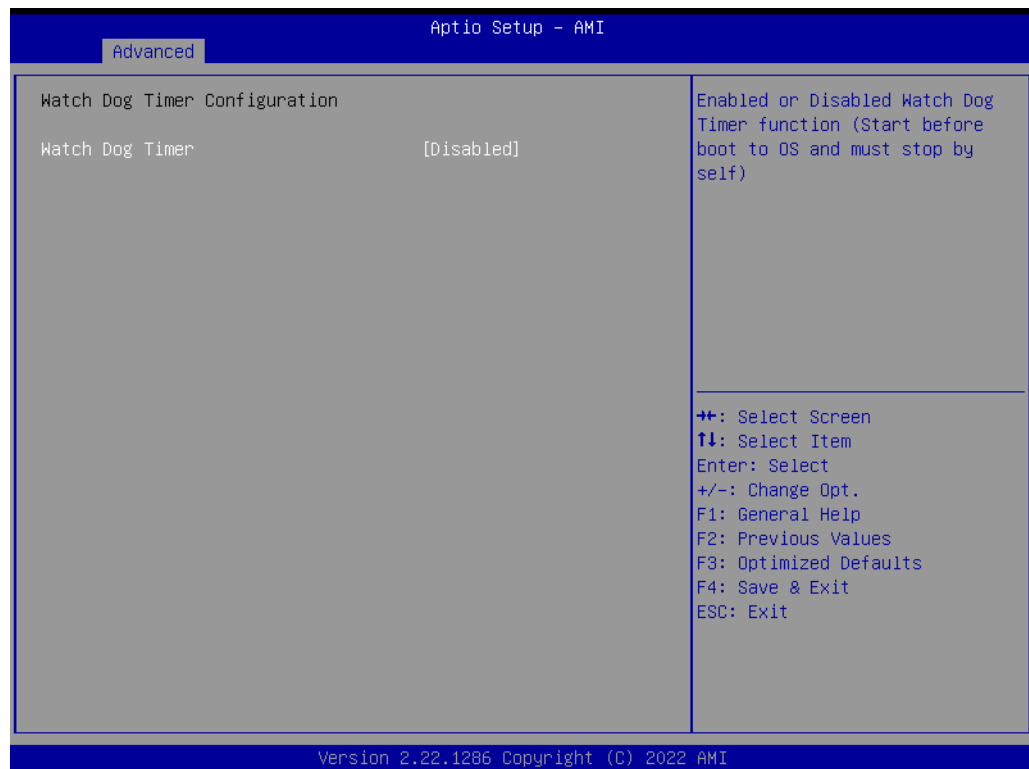 Aptio Setup - AMI
Advanced
Watch Dog Timer Configuration
Watch Dog Timer [Disabled]
Enabled or Disabled Watch Dog
Timer function (Start before
boot to OS and must stop by
self)
→←: Select Screen
↑↓: Select Item
Enter: Select
+/-: Change Opt.
F1: General Help
F2: Previous Values
F3: Optimized Defaults
F4: Save & Exit
ESC: Exit
Version 2.22.1286 Copyright (C) 2022 AMI